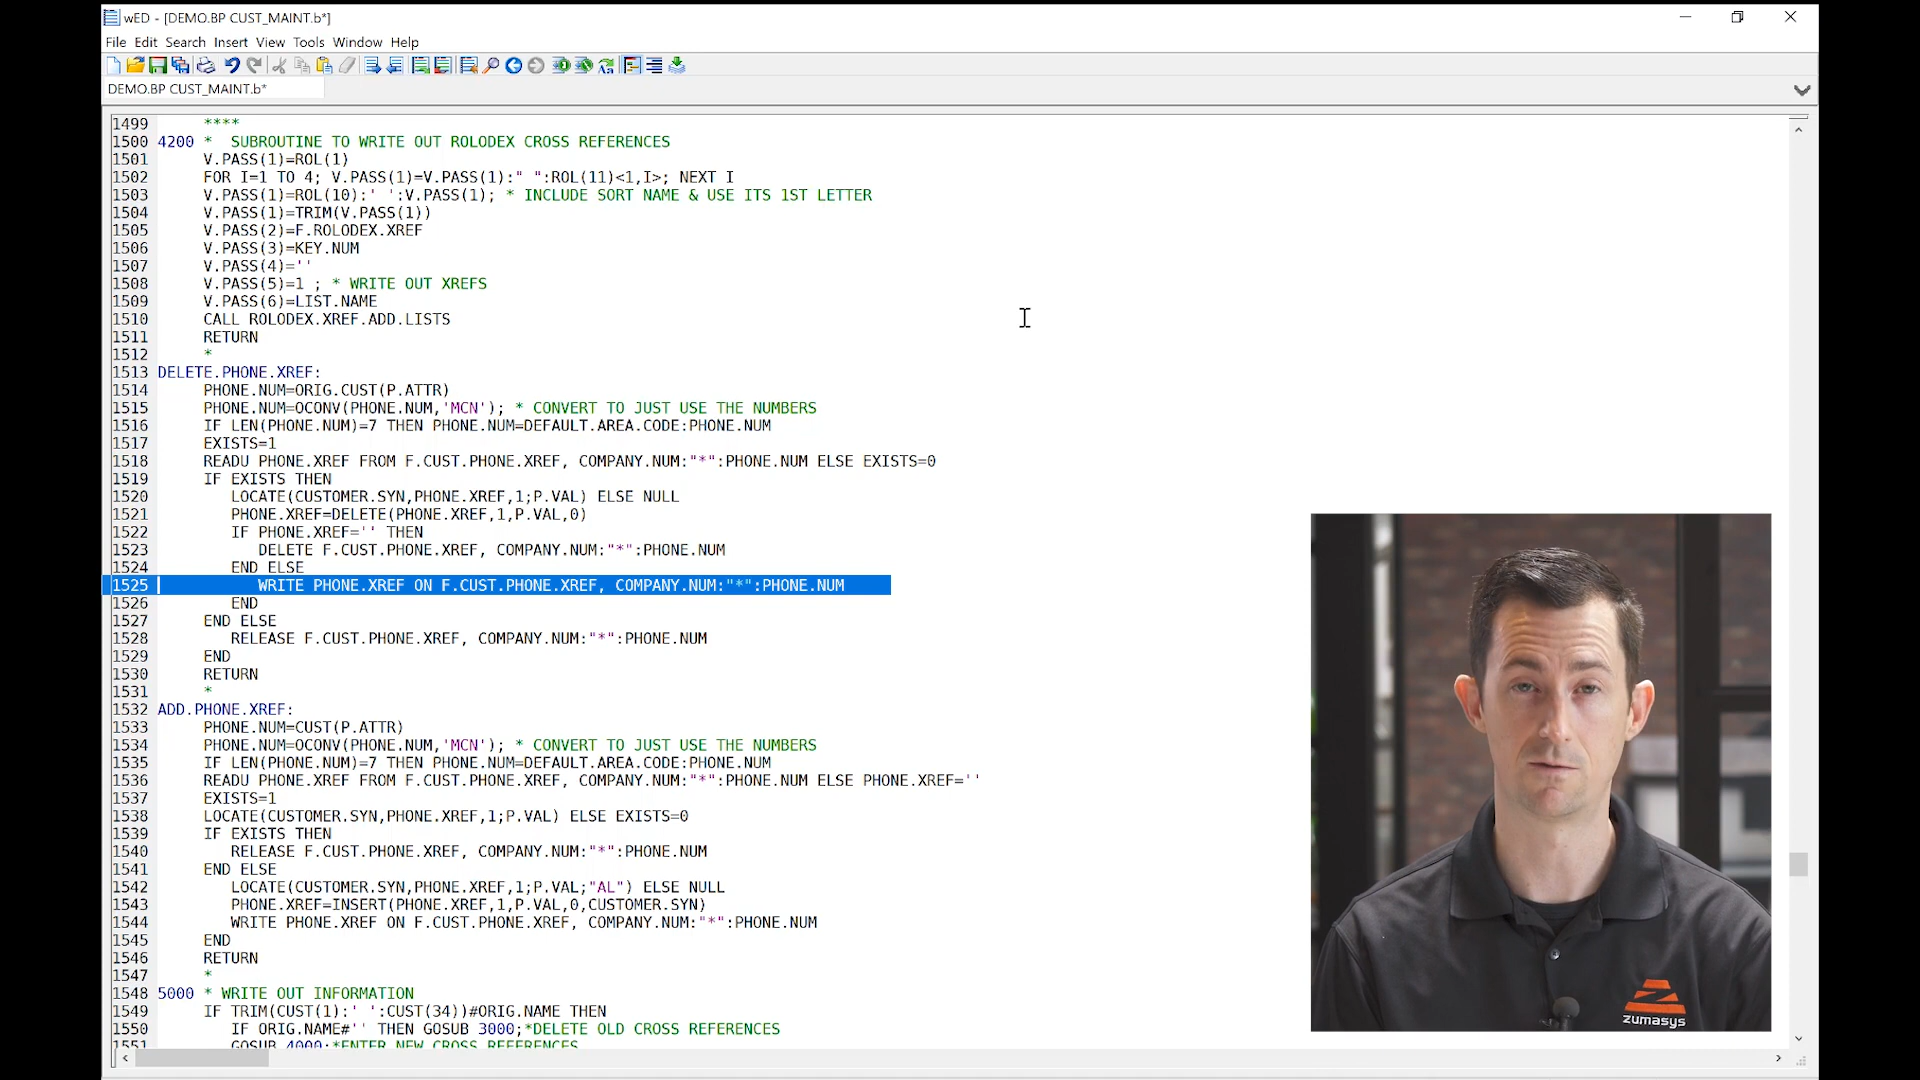 wED - [DEMO.BP CUST_MAINT.b*]
File Edit Search Insert View Tools Window Help
DEMO.BP CUST_MAINT.b*
1499 ****
1500 4200 * SUBROUTINE TO WRITE OUT ROLODEX CROSS REFERENCES
1501 V.PASS(1)=ROL(1)
1502 FOR I=1 TO 4; V.PASS(1)=V.PASS(1):" ":ROL(11)<1,I>; NEXT I
1503 V.PASS(1)=ROL(10):' ':V.PASS(1); * INCLUDE SORT NAME & USE ITS 1ST LETTER
1504 V.PASS(1)=TRIM(V.PASS(1))
1505 V.PASS(2)=F.ROLODEX.XREF
1506 V.PASS(3)=KEY.NUM
1507 V.PASS(4)=''
1508 V.PASS(5)=1 ; * WRITE OUT XREFS
1509 V.PASS(6)=LIST.NAME
1510 CALL ROLODEX.XREF.ADD.LISTS
1511 RETURN
1512 *
1513 DELETE.PHONE.XREF:
1514 PHONE.NUM=ORIG.CUST(P.ATTR)
1515 PHONE.NUM=OCONV(PHONE.NUM,'MCN'); * CONVERT TO JUST USE THE NUMBERS
1516 IF LEN(PHONE.NUM)=7 THEN PHONE.NUM=DEFAULT.AREA.CODE:PHONE.NUM
1517 EXISTS=1
1518 READU PHONE.XREF FROM F.CUST.PHONE.XREF, COMPANY.NUM:"*":PHONE.NUM ELSE EXISTS=0
1519 IF EXISTS THEN
1520 LOCATE(CUSTOMER.SYN,PHONE.XREF,1;P.VAL) ELSE NULL
1521 PHONE.XREF=DELETE(PHONE.XREF,1,P.VAL,0)
1522 IF PHONE.XREF='' THEN
1523 DELETE F.CUST.PHONE.XREF, COMPANY.NUM:"*":PHONE.NUM
1524 END ELSE
1525 WRITE PHONE.XREF ON F.CUST.PHONE.XREF, COMPANY.NUM:"*":PHONE.NUM
1526 END
1527 END ELSE
1528 RELEASE F.CUST.PHONE.XREF, COMPANY.NUM:"*":PHONE.NUM
1529 END
1530 RETURN
1531 *
1532 ADD.PHONE.XREF:
1533 PHONE.NUM=CUST(P.ATTR)
1534 PHONE.NUM=OCONV(PHONE.NUM,'MCN'); * CONVERT TO JUST USE THE NUMBERS
1535 IF LEN(PHONE.NUM)=7 THEN PHONE.NUM=DEFAULT.AREA.CODE:PHONE.NUM
1536 READU PHONE.XREF FROM F.CUST.PHONE.XREF, COMPANY.NUM:"*":PHONE.NUM ELSE PHONE.XREF=''
1537 EXISTS=1
1538 LOCATE(CUSTOMER.SYN,PHONE.XREF,1;P.VAL) ELSE EXISTS=0
1539 IF EXISTS THEN
1540 RELEASE F.CUST.PHONE.XREF, COMPANY.NUM:"*":PHONE.NUM
1541 END ELSE
1542 LOCATE(CUSTOMER.SYN,PHONE.XREF,1;P.VAL;"AL") ELSE NULL
1543 PHONE.XREF=INSERT(PHONE.XREF,1,P.VAL,0,CUSTOMER.SYN)
1544 WRITE PHONE.XREF ON F.CUST.PHONE.XREF, COMPANY.NUM:"*":PHONE.NUM
1545 END
1546 RETURN
1547 *
1548 5000 * WRITE OUT INFORMATION
1549 IF TRIM(CUST(1):' ':CUST(34))#ORIG.NAME THEN
1550 IF ORIG.NAME#'' THEN GOSUB 3000;*DELETE OLD CROSS REFERENCES
1551 GOSUB 4000;*ENTER NEW CROSS REFERENCES
zumasys